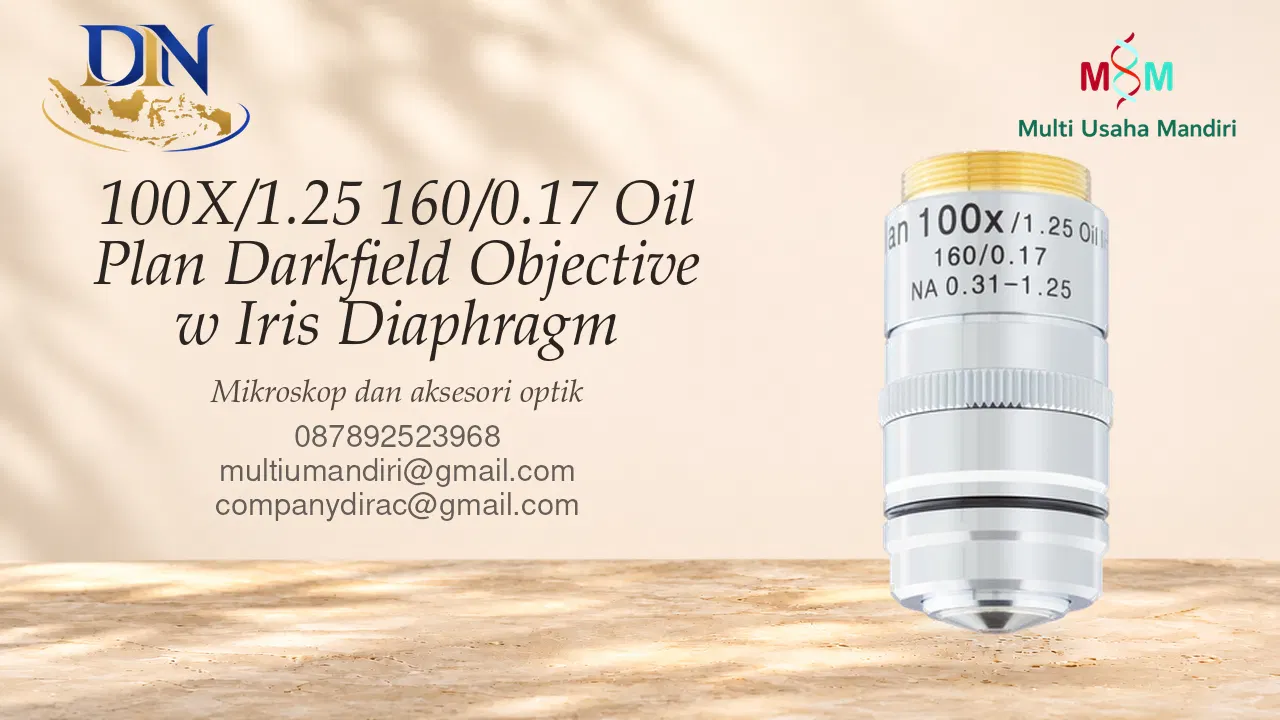 DIN
M M
Multi Usaha Mandiri
100X/1.25 160/0.17 Oil
Plan Darkfield Objective
w Iris Diaphragm
Mikroskop dan aksesori optik
087892523968
multiumandiri@gmail.com
companydirac@gmail.com
an 100x/1.25 Oil
160/0.17
NA 0.31-1.25